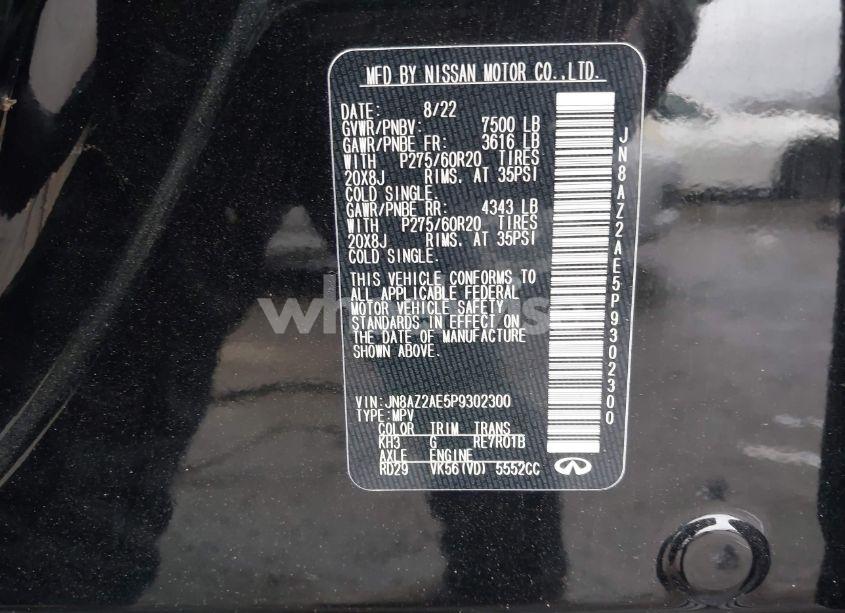 MFD BY NISSAN MOTOR CO.,LTD.
DATE: 8/22
GVWR/PNBV: 7500 LB
GAWR/PNBE FR: 3616 LB
WITH P275/60R20 TIRES
20X8J RIMS. AT 35PSI
COLD SINGLE.
GAWR/PNBE RR: 4343 LB
WITH P275/60R20 TIRES
20X8J RIMS. AT 35PSI
COLD SINGLE.
THIS VEHICLE CONFORMS TO
ALL APPLICABLE FEDERAL
MOTOR VEHICLE SAFETY
STANDARDS IN EFFECT ON
THE DATE OF MANUFACTURE
SHOWN ABOVE.
VIN:JN8AZ2AE5P9302300
TYPE:MPV
COLOR TRIM TRANS
KH3 G RE7R01B
AXLE ENGINE
RD29 VK56(VD) 5552CC
JN8AZ2AE5P9302300